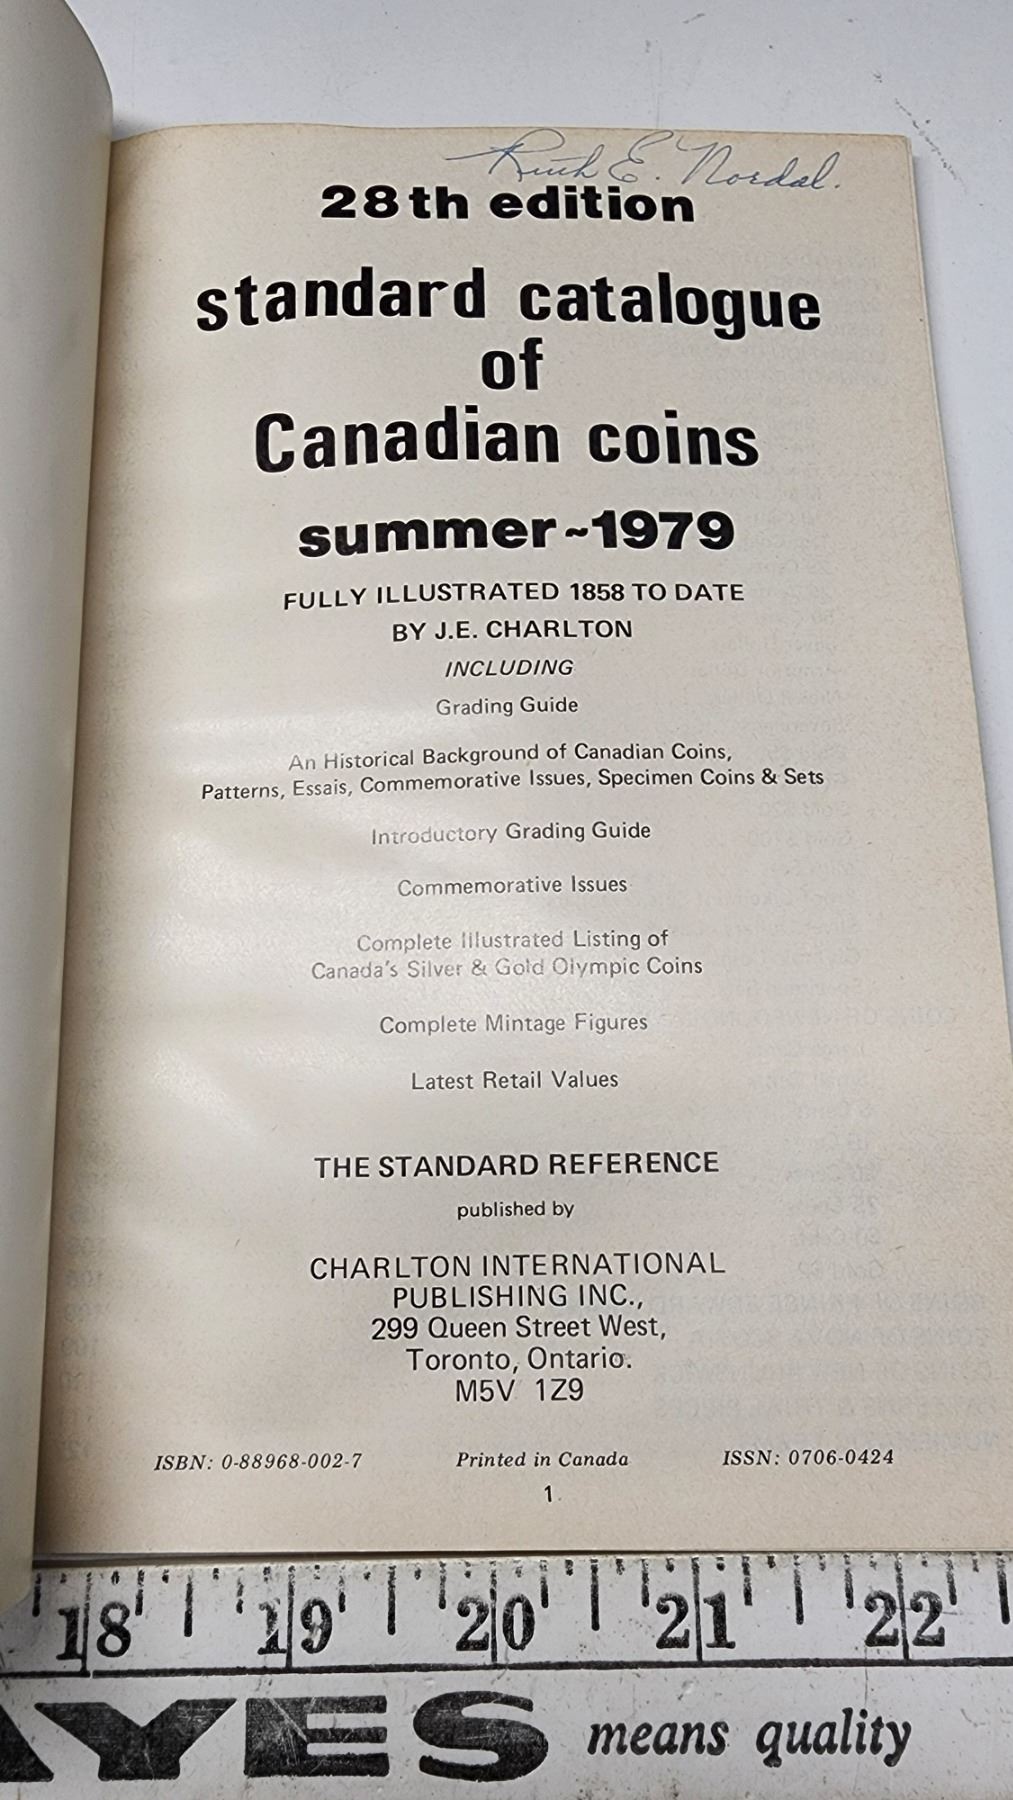 Ruth E. Nordal.
28th edition
standard catalogue
of
Canadian coins
summer~1979
FULLY ILLUSTRATED 1858 TO DATE
BY J.E. CHARLTON
INCLUDING
Grading Guide
An Historical Background of Canadian Coins,
Patterns, Essais, Commemorative Issues, Specimen Coins & Sets
Introductory Grading Guide
Commemorative Issues
Complete Illustrated Listing of
Canada's Silver & Gold Olympic Coins
Complete Mintage Figures
Latest Retail Values
THE STANDARD REFERENCE
published by
CHARLTON INTERNATIONAL
PUBLISHING INC.,
299 Queen Street West,
Toronto, Ontario.
M5V 1Z9
ISBN: 0-88968-002-7 Printed in Canada ISSN: 0706-0424
1
18 19 20 21 22
AYES means quality